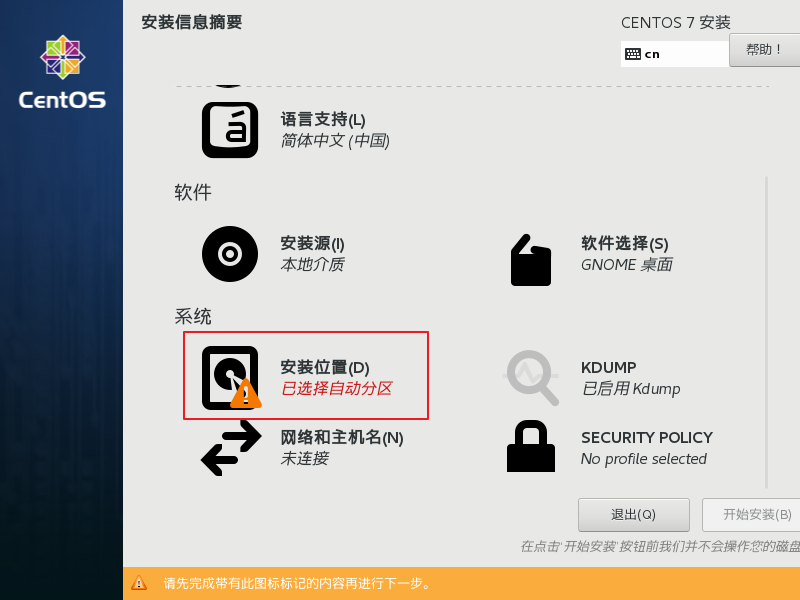 安装信息摘要
CENTOS 7 安装
cn
帮助！
CentOS
á
语言支持(L)
简体中文 (中国)
软件
安装源(I)
本地介质
软件选择(S)
GNOME 桌面
系统
安装位置(D)
已选择自动分区
KDUMP
已启用 Kdump
网络和主机名(N)
未连接
SECURITY POLICY
No profile selected
退出(Q)
开始安装(B)
在点击'开始安装'按钮前我们并不会操作您的磁盘
请先完成带有此图标标记的内容再进行下一步。